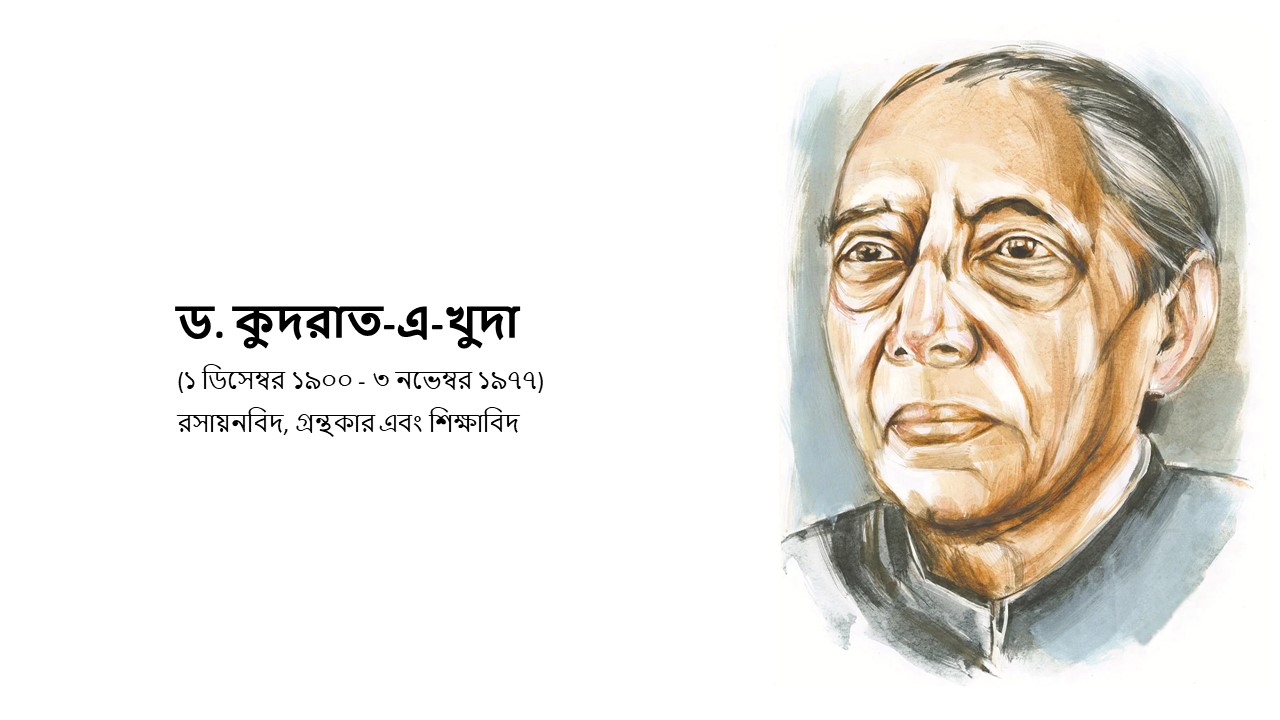 ড. কুদরাত-এ-খুদা
(১ ডিসেম্বর ১৯০০ - ৩ নভেম্বর ১৯৭৭)
রসায়নবিদ, গ্রন্থকার এবং শিক্ষাবিদ